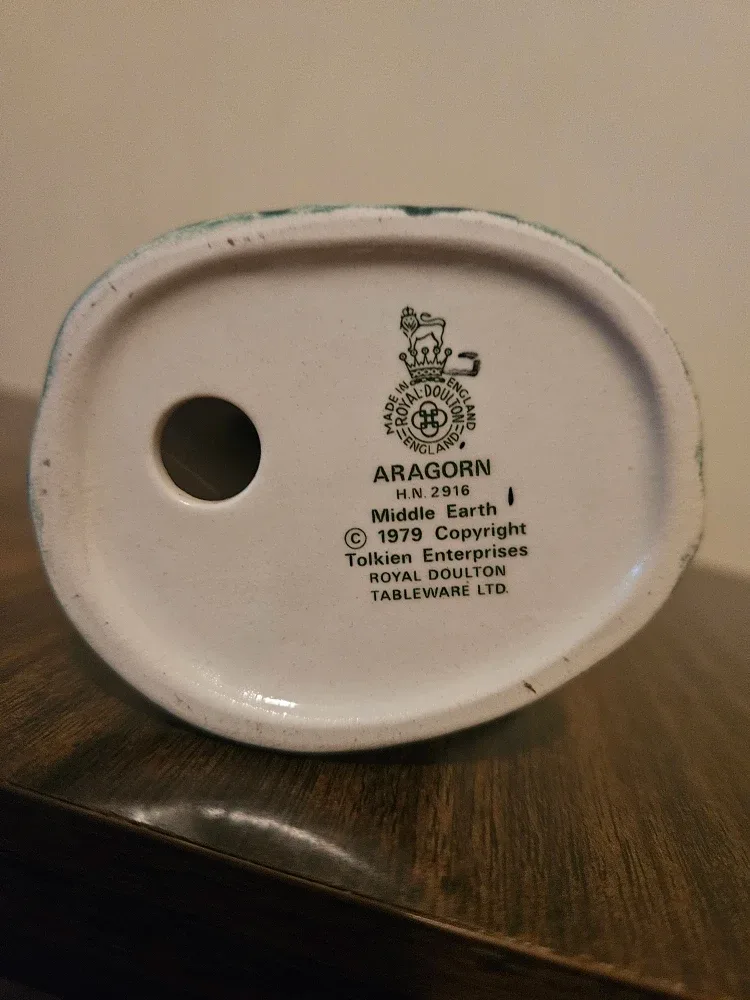 MADE IN ENGLAND
ROYAL·DOULTON
ENGLAND
ARAGORN
H.N. 2916
Middle Earth
© 1979 Copyright
Tolkien Enterprises
ROYAL DOULTON
TABLEWARE LTD.